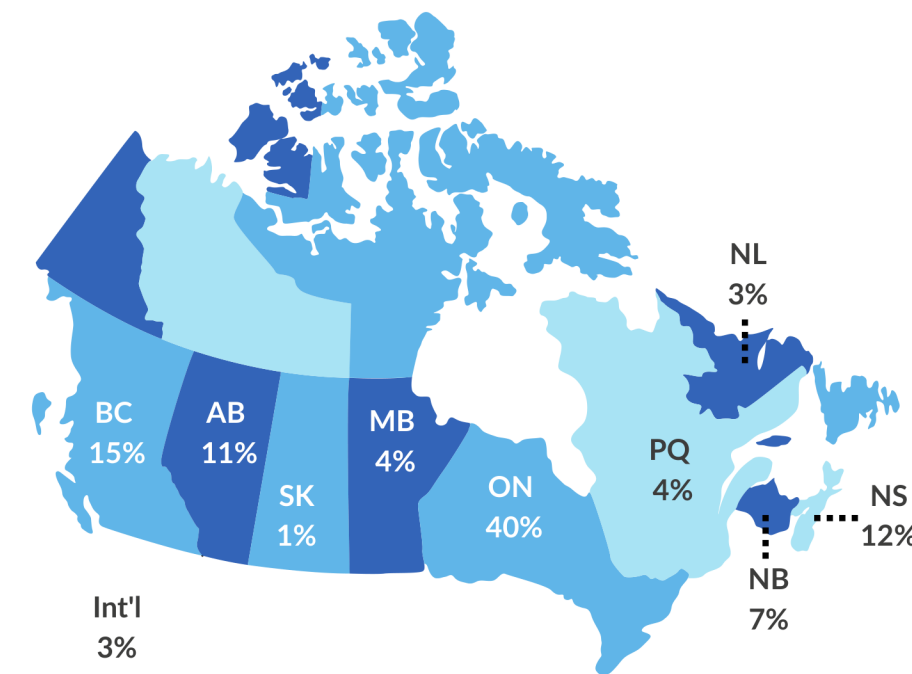 NL
3%
BC
15%
AB
11%
MB
4%
SK
1%
ON
40%
PQ
4%
NS
12%
NB
7%
Int'l
3%